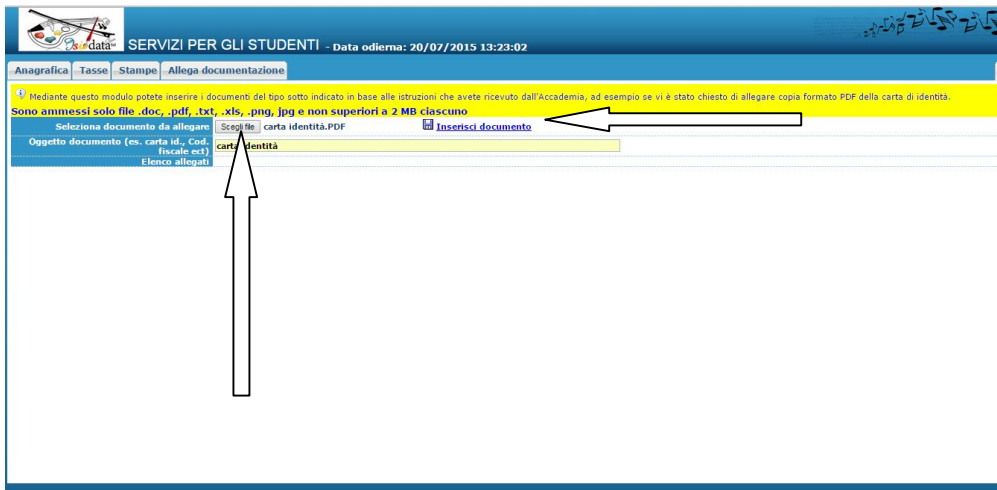 Isidata
SERVIZI PER GLI STUDENTI - Data odierna: 20/07/2015 13:23:02
Anagrafica Tasse Stampe Allega documentazione
Mediante questo modulo potete inserire i documenti del tipo sotto indicato in base alle istruzioni che avete ricevuto dall'Accademia, ad esempio se vi è stato chiesto di allegare copia formato PDF della carta di identità.
Sono ammessi solo file .doc, .pdf, .txt, .xls, .png, jpg e non superiori a 2 MB ciascuno
Seleziona documento da allegare Scegli file carta identità.PDF Inserisci documento
Oggetto documento (es. carta id., Cod.
fiscale ect)
carta identità
Elenco allegati